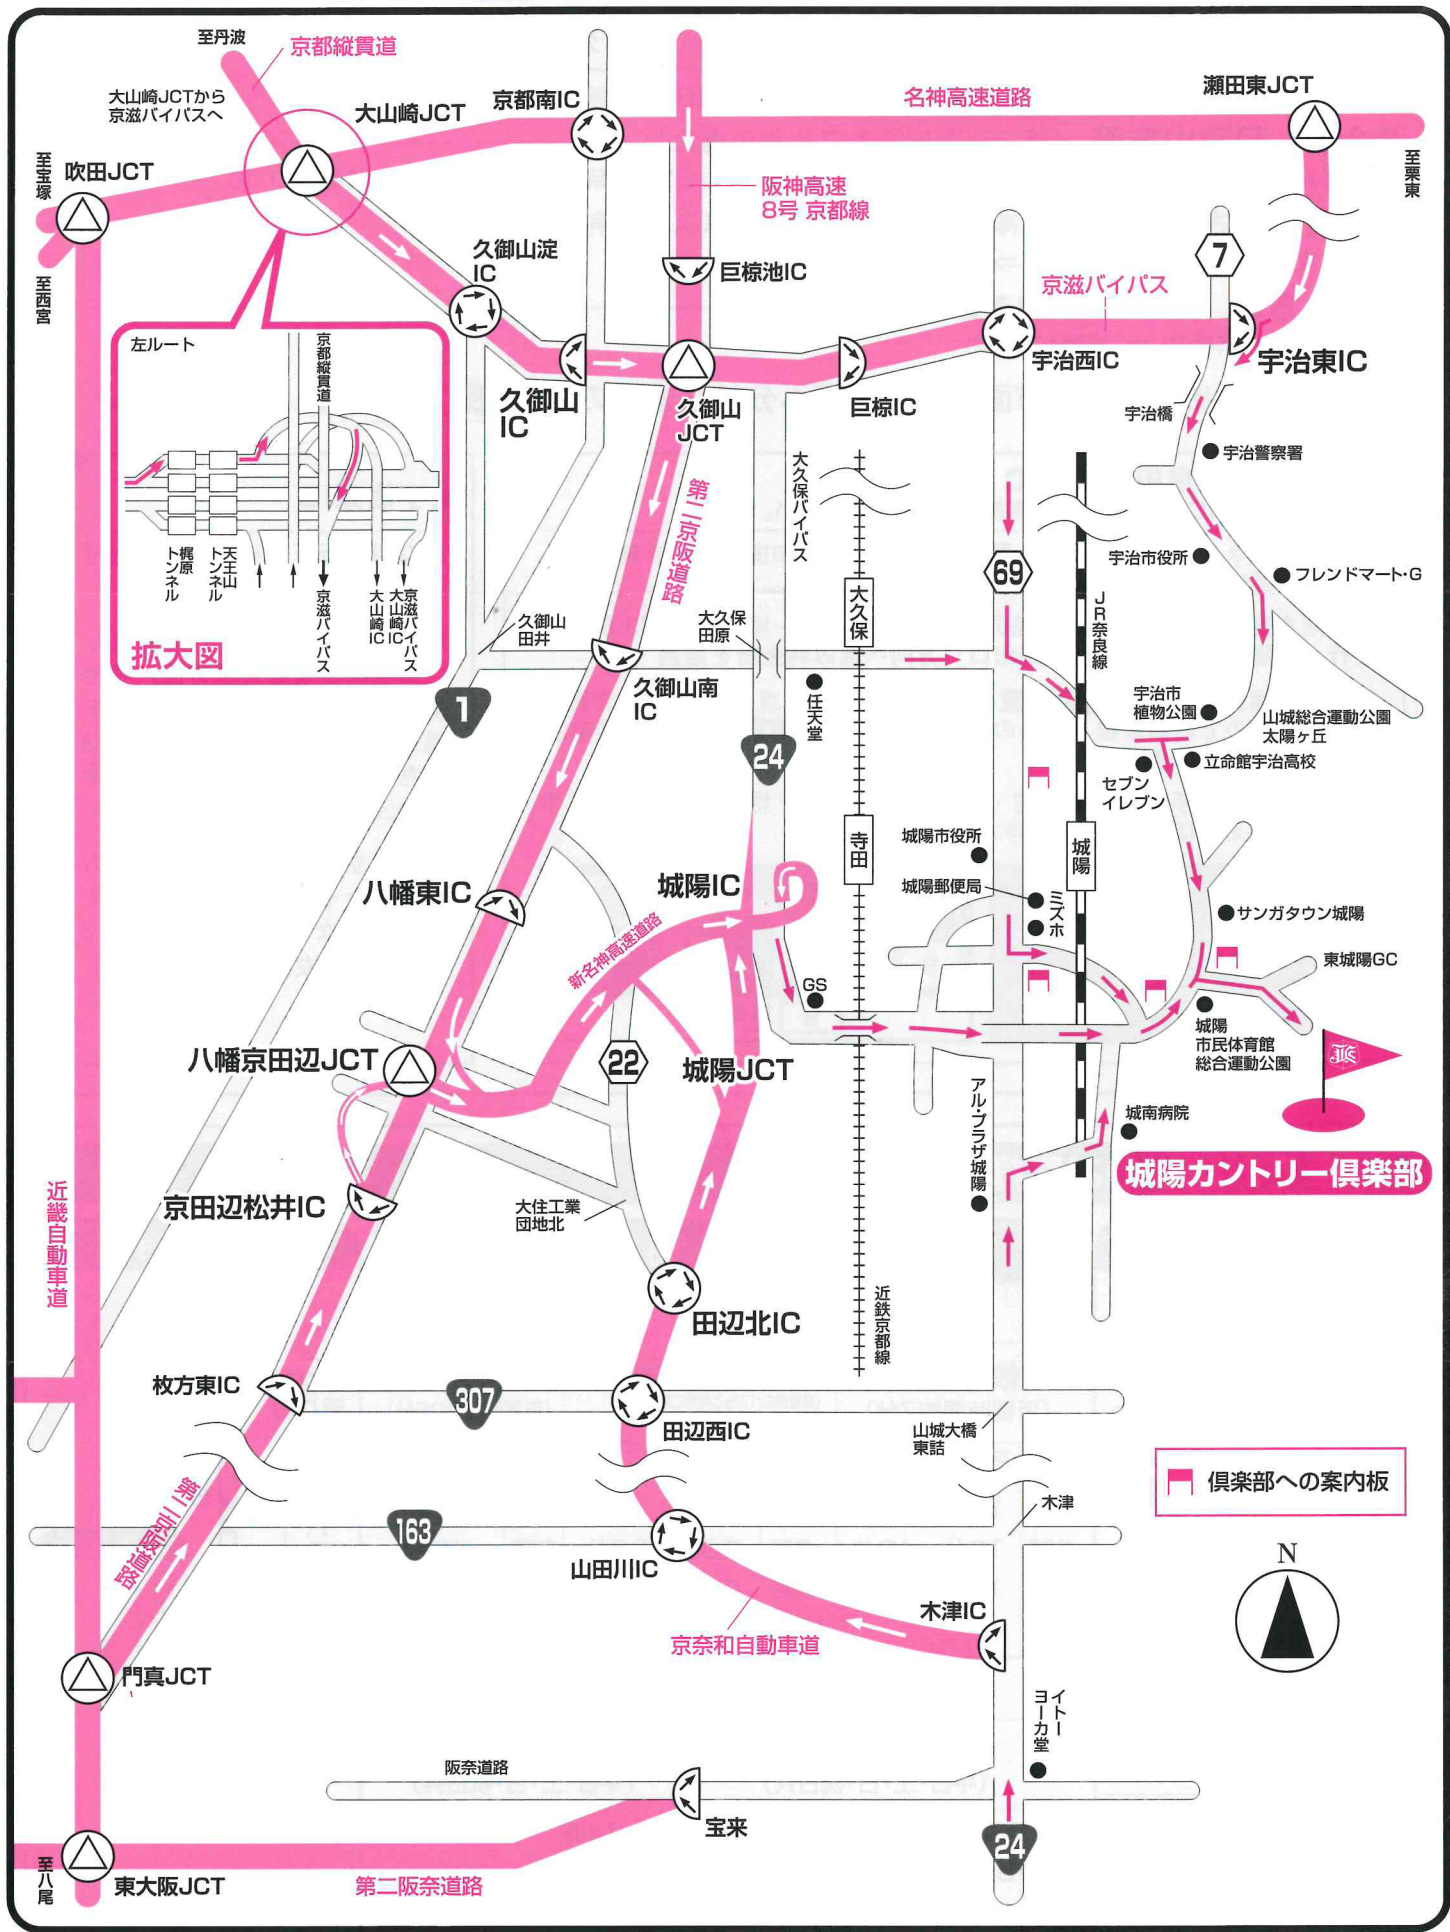 至丹波
京都縦貫道
大山崎JCTから
京滋バイパスへ
大山崎JCT
京都南IC
名神高速道路
瀬田東JCT
至宝塚
吹田JCT
至西宮
至栗東
阪神高速
8号 京都線
久御山淀
IC
巨椋池IC
7
京滋バイパス
左ルート
京都縦貫道
梶原
トンネル
天王山
トンネル
京滋バイパス
大山崎IC
大山崎IC
京滋バイパス
拡大図
久御山
IC
久御山
JCT
巨椋IC
宇治西IC
宇治東IC
宇治橋
宇治警察署
大久保バイパス
第二京阪道路
宇治市役所
フレンドマート・G
69
JR奈良線
大久保
久御山
田井
大久保
田原
久御山南
IC
1
24
任天堂
宇治市
植物公園
山城総合運動公園
太陽ヶ丘
立命館宇治高校
セブン
イレブン
寺田
城陽市役所
城陽
城陽郵便局
ミズホ
八幡東IC
城陽IC
新名神高速道路
サンガタウン城陽
東城陽GC
GS
城陽
市民体育館
総合運動公園
八幡京田辺JCT
22
城陽JCT
アル・プラザ城陽
城南病院
城陽カントリー倶楽部
京田辺松井IC
大住工業
団地北
近畿自動車道
田辺北IC
近鉄京都線
枚方東IC
307
田辺西IC
山城大橋
東詰
倶楽部への案内板
木津
第二京阪道路
163
山田川IC
N
木津IC
京奈和自動車道
門真JCT
イトー
ヨーカ堂
阪奈道路
宝来
24
至八尾
東大阪JCT
第二阪奈道路